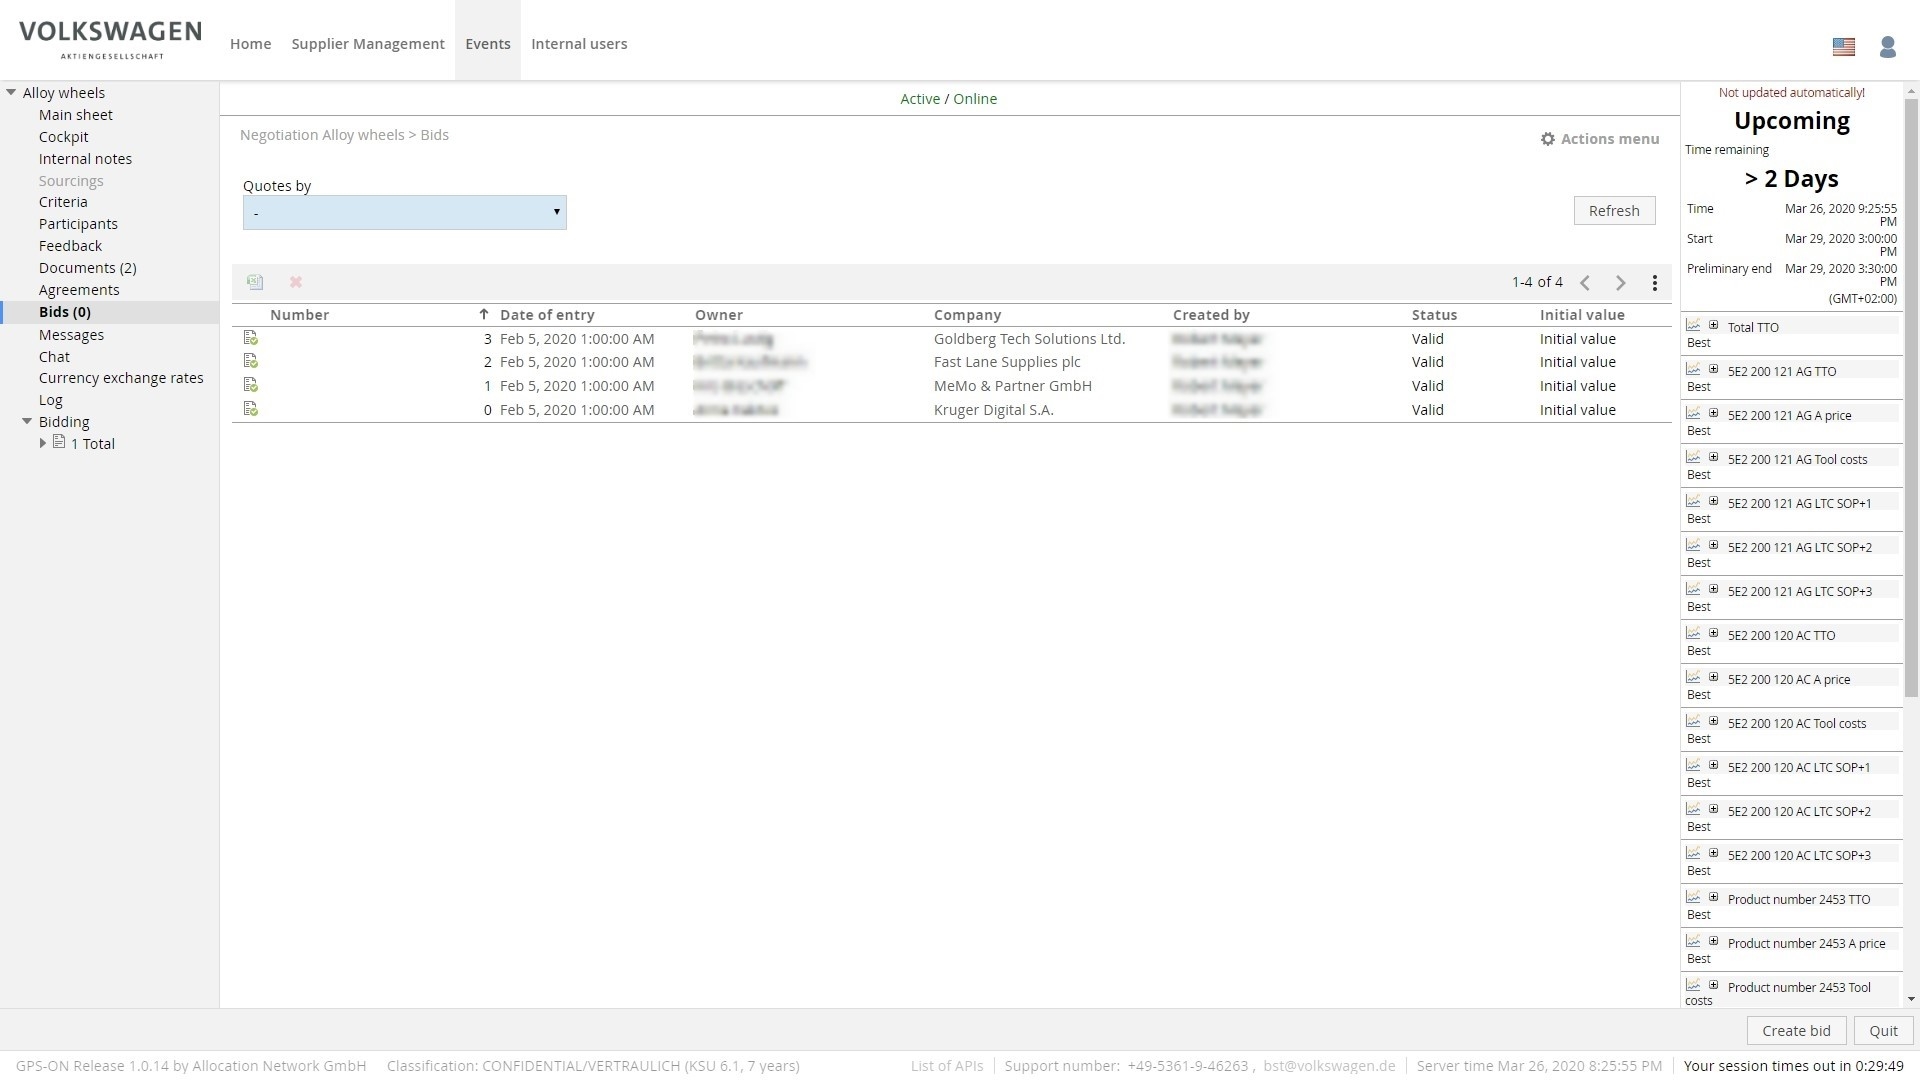 VOLKSWAGEN
AKTIENGESELLSCHAFT
Home Supplier Management Events Internal users
Alloy wheels
Main sheet
Cockpit
Internal notes
Sourcings
Criteria
Participants
Feedback
Documents (2)
Agreements
Bids (0)
Messages
Chat
Currency exchange rates
Log
Bidding
1 Total
Active / Online
Negotiation Alloy wheels > Bids
Actions menu
Quotes by
-
Refresh
1-4 of 4
Number Date of entry Owner Company Created by Status Initial value
3 Feb 5, 2020 1:00:00 AM Goldberg Tech Solutions Ltd. Valid Initial value
2 Feb 5, 2020 1:00:00 AM Fast Lane Supplies plc Valid Initial value
1 Feb 5, 2020 1:00:00 AM MeMo & Partner GmbH Valid Initial value
0 Feb 5, 2020 1:00:00 AM Kruger Digital S.A. Valid Initial value
Not updated automatically!
Upcoming
Time remaining
> 2 Days
Time Mar 26, 2020 9:25:55
PM
Start Mar 29, 2020 3:00:00
PM
Preliminary end Mar 29, 2020 3:30:00
PM
(GMT+02:00)
Total TTO
Best
5E2 200 121 AG TTO
Best
5E2 200 121 AG A price
Best
5E2 200 121 AG Tool costs
Best
5E2 200 121 AG LTC SOP+1
Best
5E2 200 121 AG LTC SOP+2
Best
5E2 200 121 AG LTC SOP+3
Best
5E2 200 120 AC TTO
Best
5E2 200 120 AC A price
Best
5E2 200 120 AC Tool costs
Best
5E2 200 120 AC LTC SOP+1
Best
5E2 200 120 AC LTC SOP+2
Best
5E2 200 120 AC LTC SOP+3
Best
Product number 2453 TTO
Best
Product number 2453 A price
Best
Product number 2453 Tool
costs
Create bid Quit
GPS-ON Release 1.0.14 by Allocation Network GmbH Classification: CONFIDENTIAL/VERTRAULICH (KSU 6.1, 7 years) List of APIs Support number: +49-5361-9-46263 , bst@volkswagen.de Server time Mar 26, 2020 8:25:55 PM Your session times out in 0:29:49